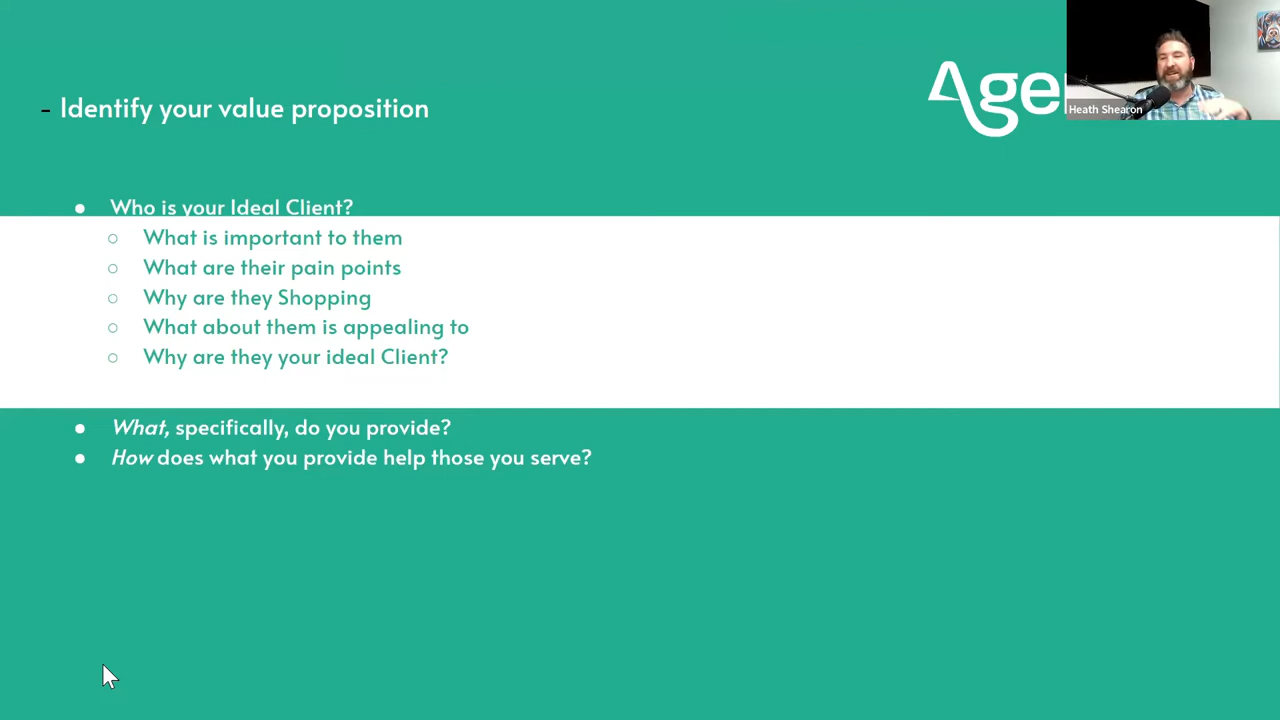 - Identify your value proposition
Age
Heath Shearon
● Who is your Ideal Client?
○ What is important to them
○ What are their pain points
○ Why are they Shopping
○ What about them is appealing to
○ Why are they your ideal Client?
● What, specifically, do you provide?
● How does what you provide help those you serve?